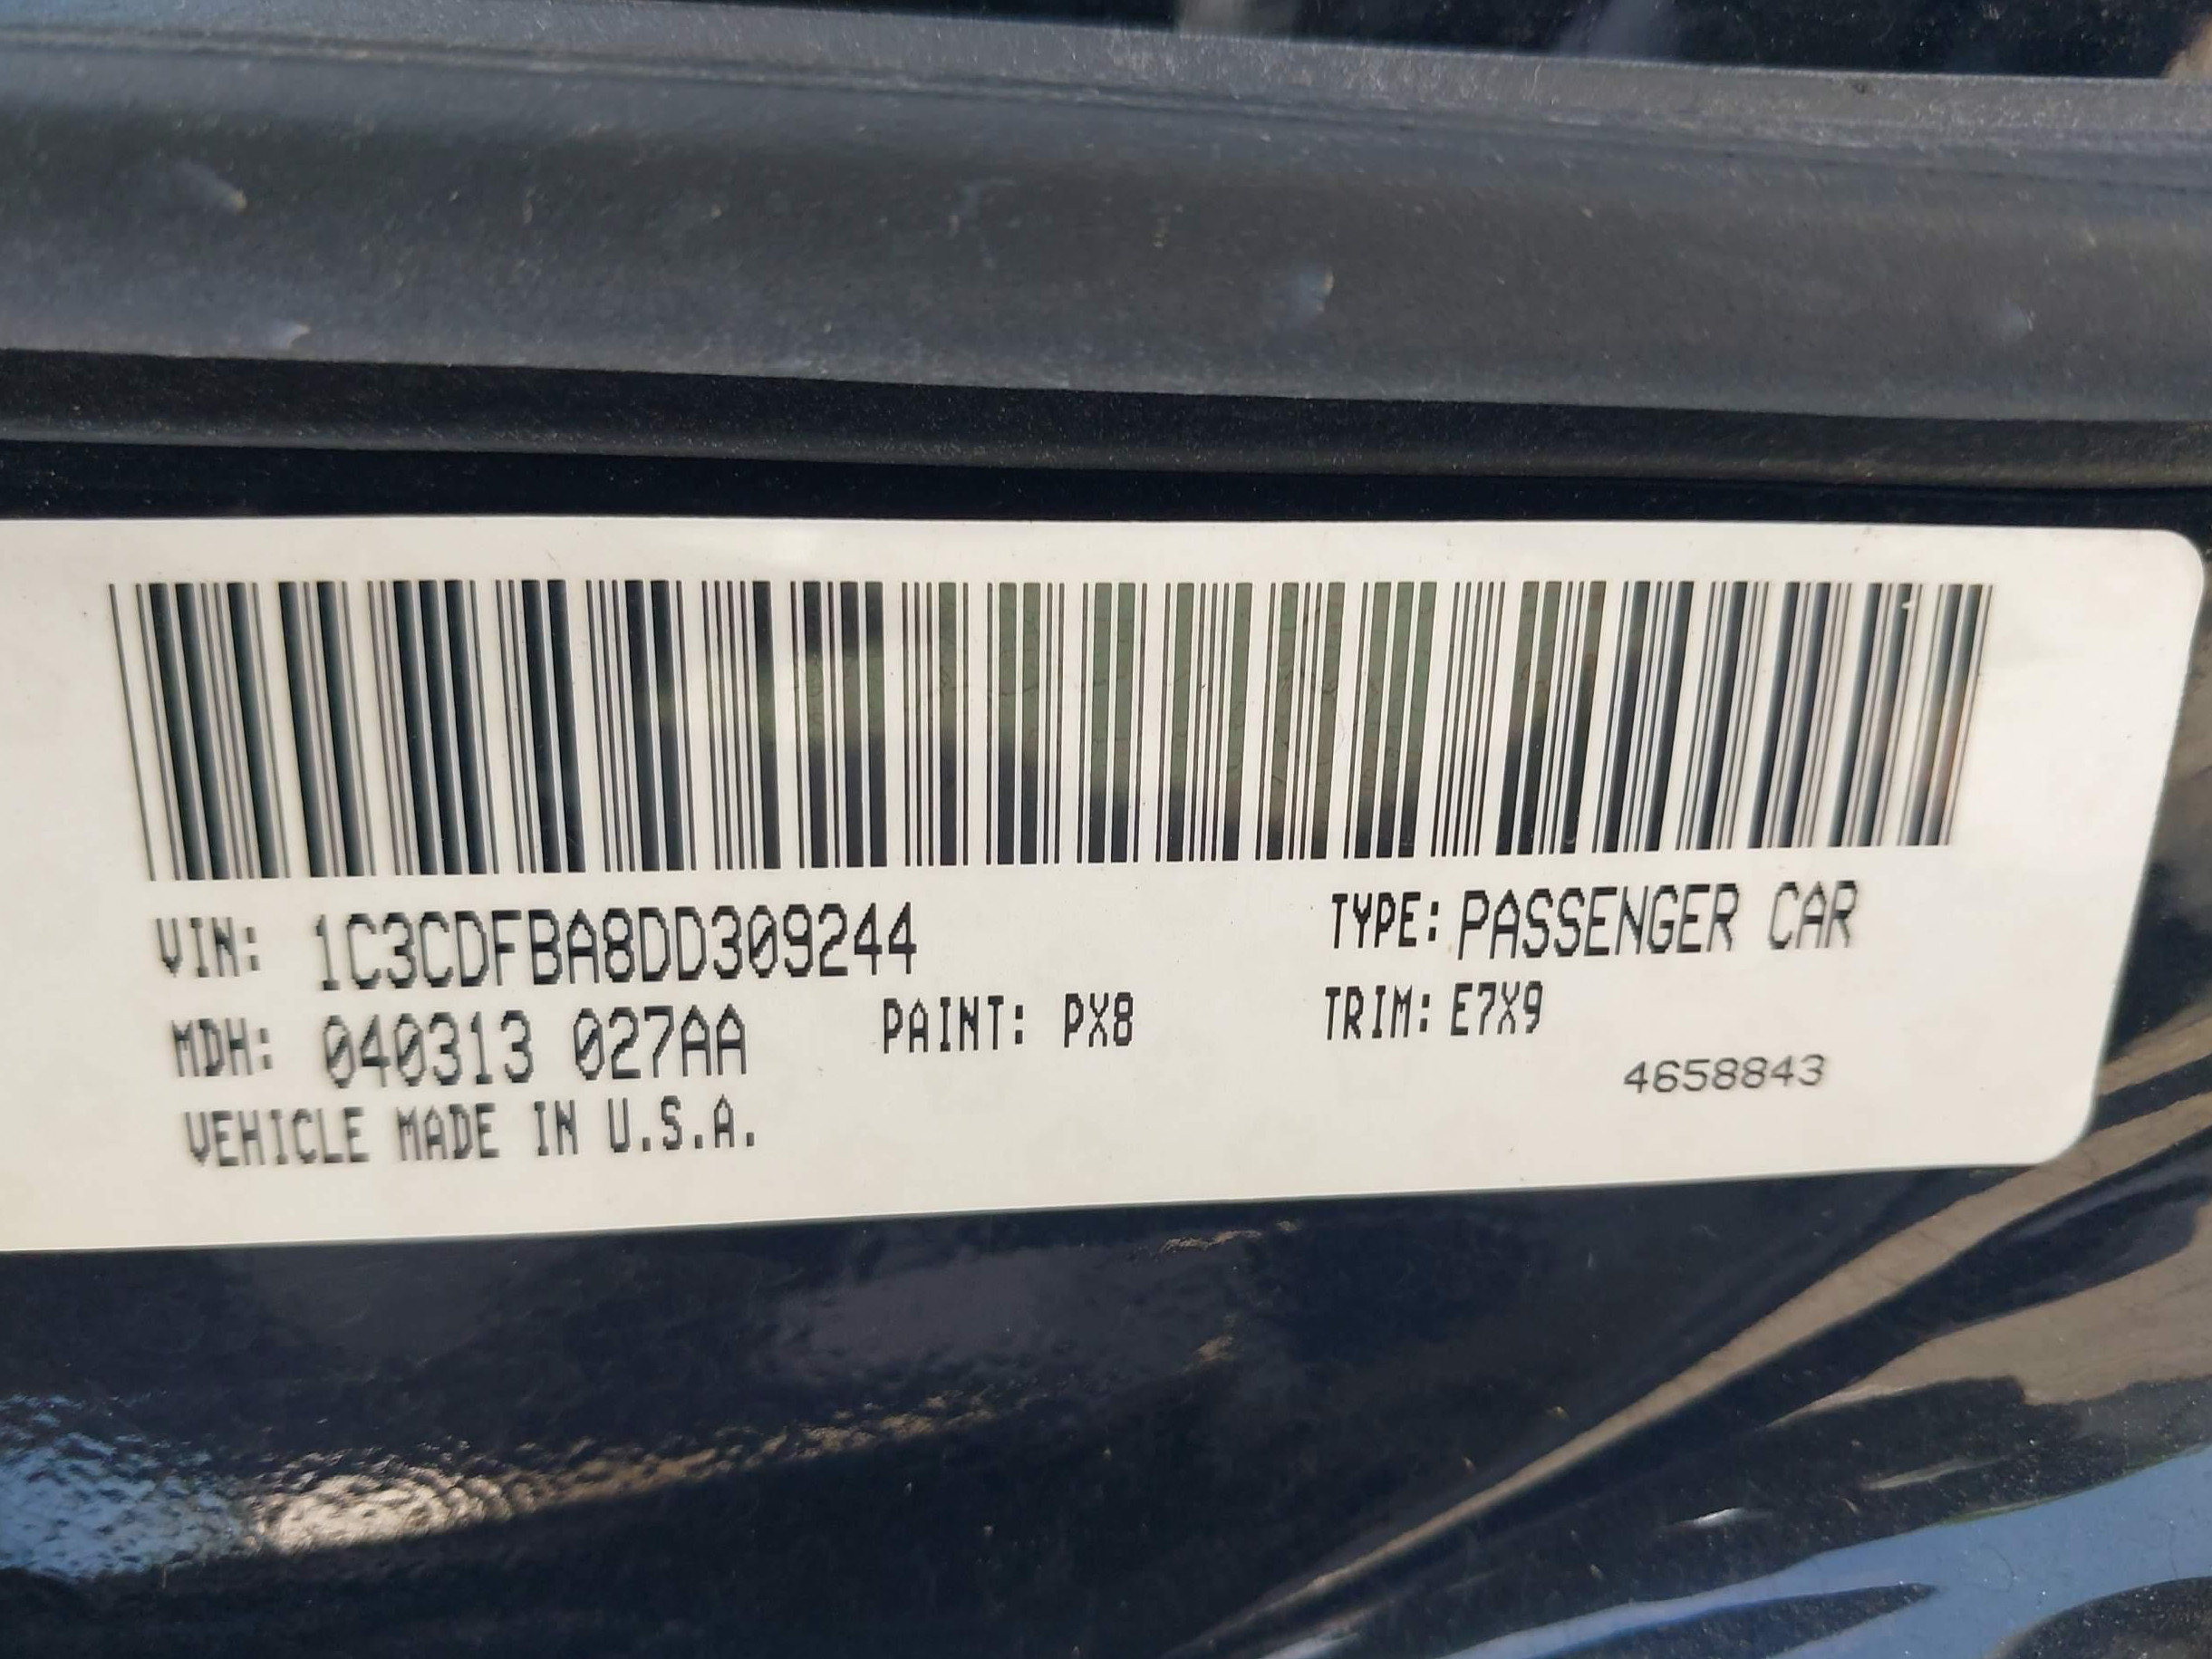 VIN: 1C3CDFBA8DD309244 TYPE: PASSENGER CAR
MDH: 040313 027AA PAINT: PX8 TRIM: E7X9
4658843
VEHICLE MADE IN U.S.A.